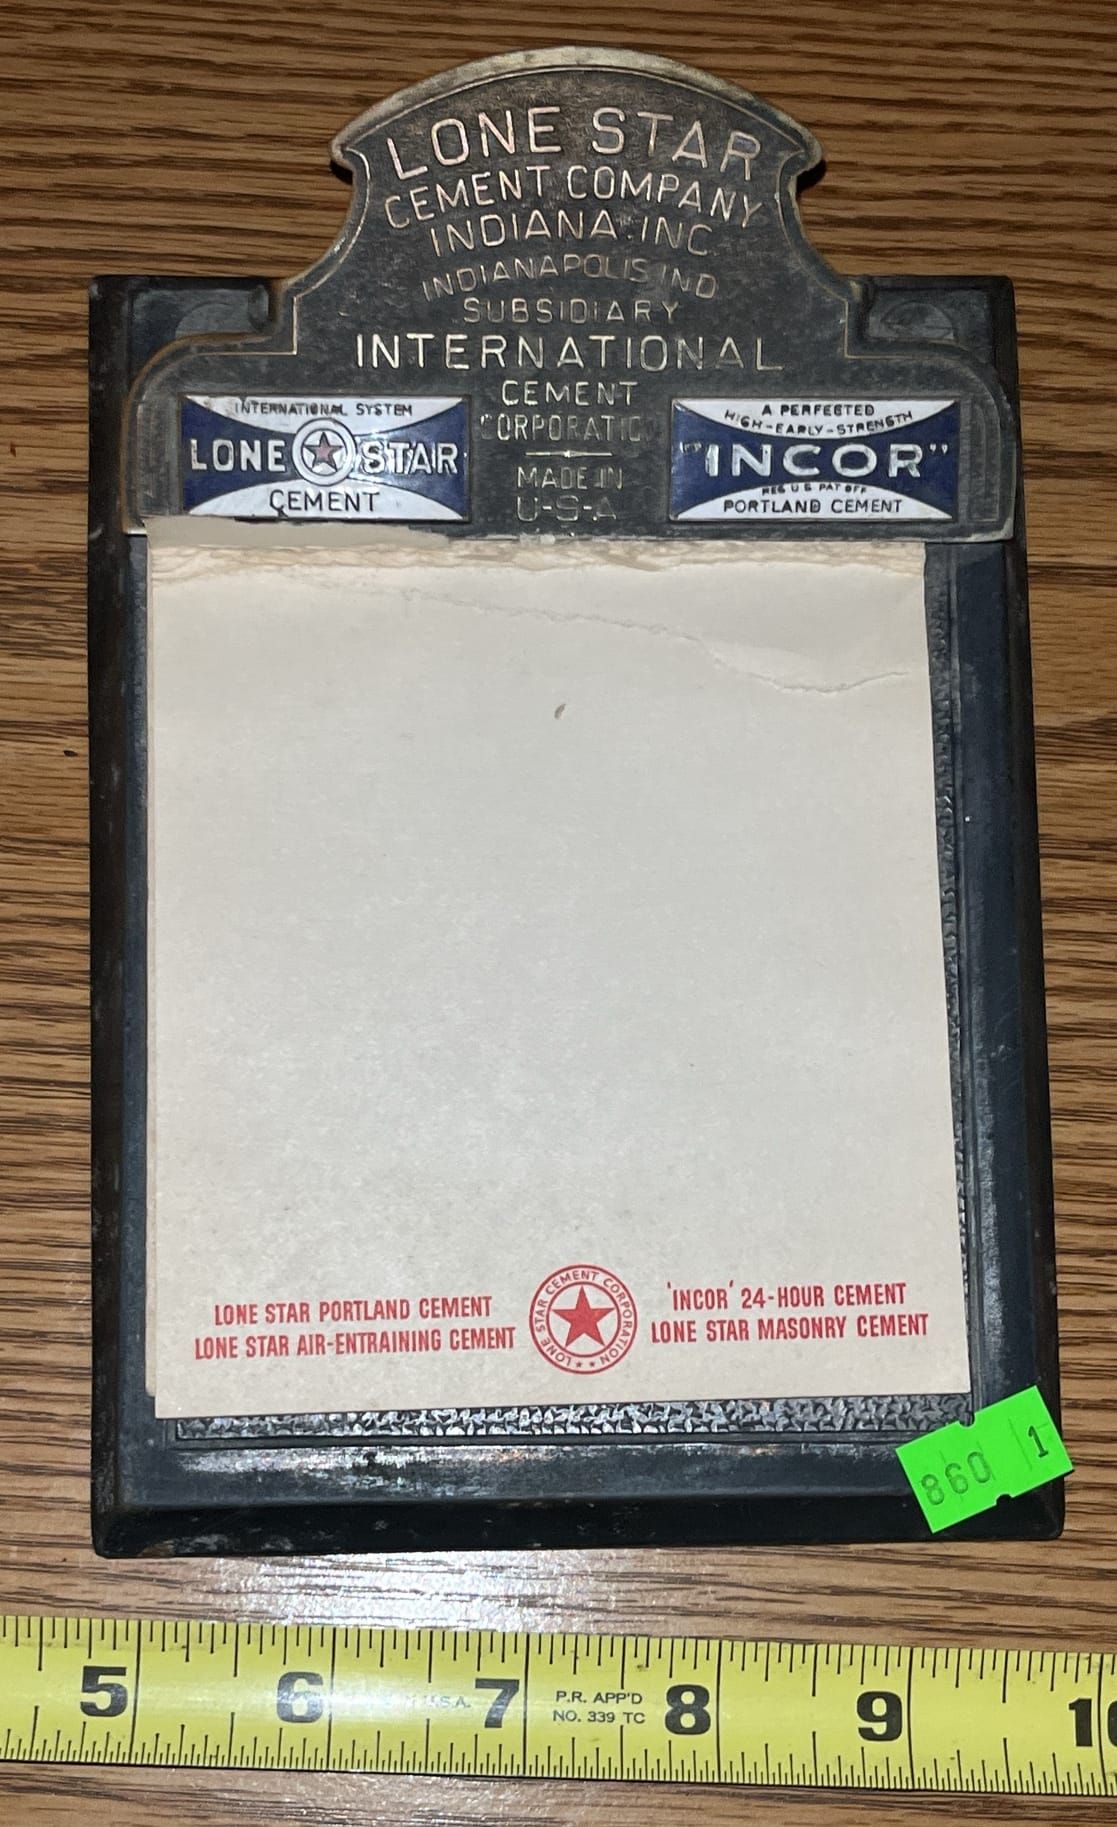 LONE STAR
CEMENT COMPANY
INDIANA. INC.
INDIANAPOLIS IND
SUBSIDIARY
INTERNATIONAL
CEMENT
CORPORATIO
MADE IN
U-S-A
INTERNATIONAL SYSTEM
LONE STAR
CEMENT
A PERFECTED
HIGH-EARLY-STRENGTH
"INCOR"
REG U S PAT OFF
PORTLAND CEMENT
LONE STAR PORTLAND CEMENT
LONE STAR AIR-ENTRAINING CEMENT
LONE STAR CEMENT CORPORATION
'INCOR' 24-HOUR CEMENT
LONE STAR MASONRY CEMENT
860 1
5 6 U.S.A. 7 P.R. APP'D 8 9 10
NO. 339 TC